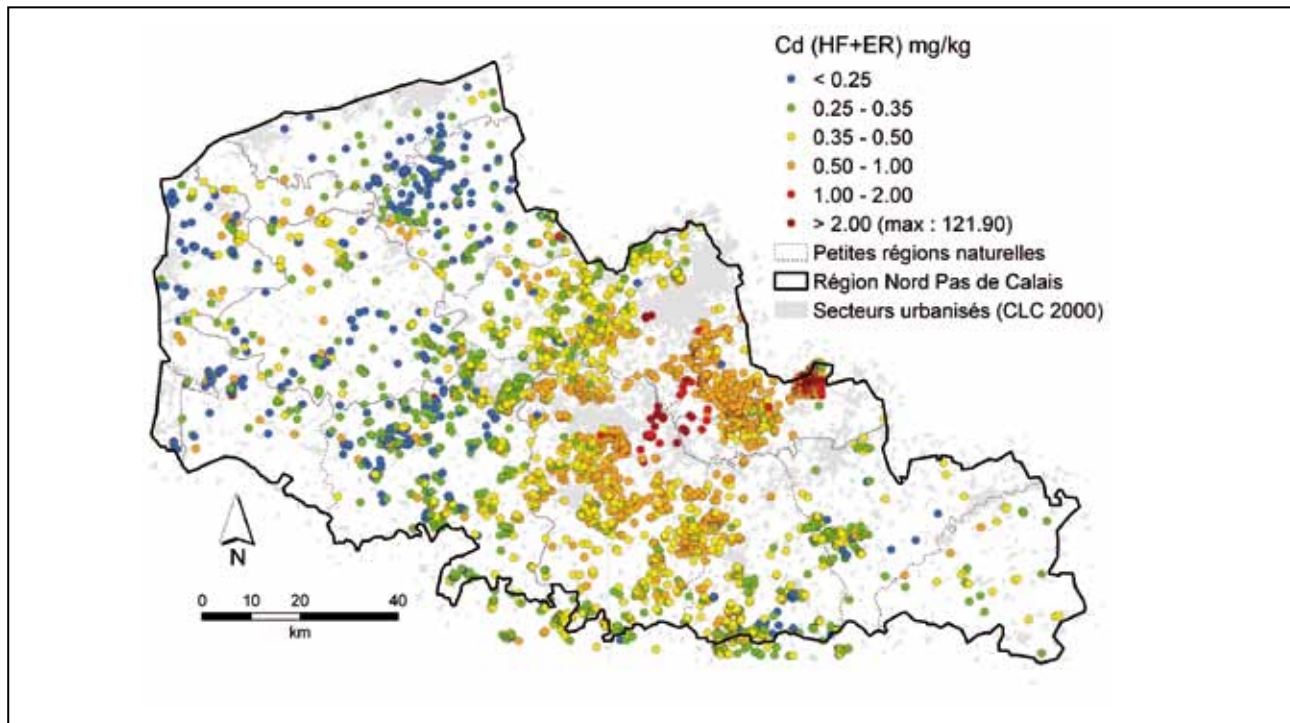 Cd (HF+ER) mg/kg
< 0.25
0.25 - 0.35
0.35 - 0.50
0.50 - 1.00
1.00 - 2.00
> 2.00 (max : 121.90)
Petites régions naturelles
Région Nord Pas de Calais
Secteurs urbanisés (CLC 2000)
N
0 10 20 40
km